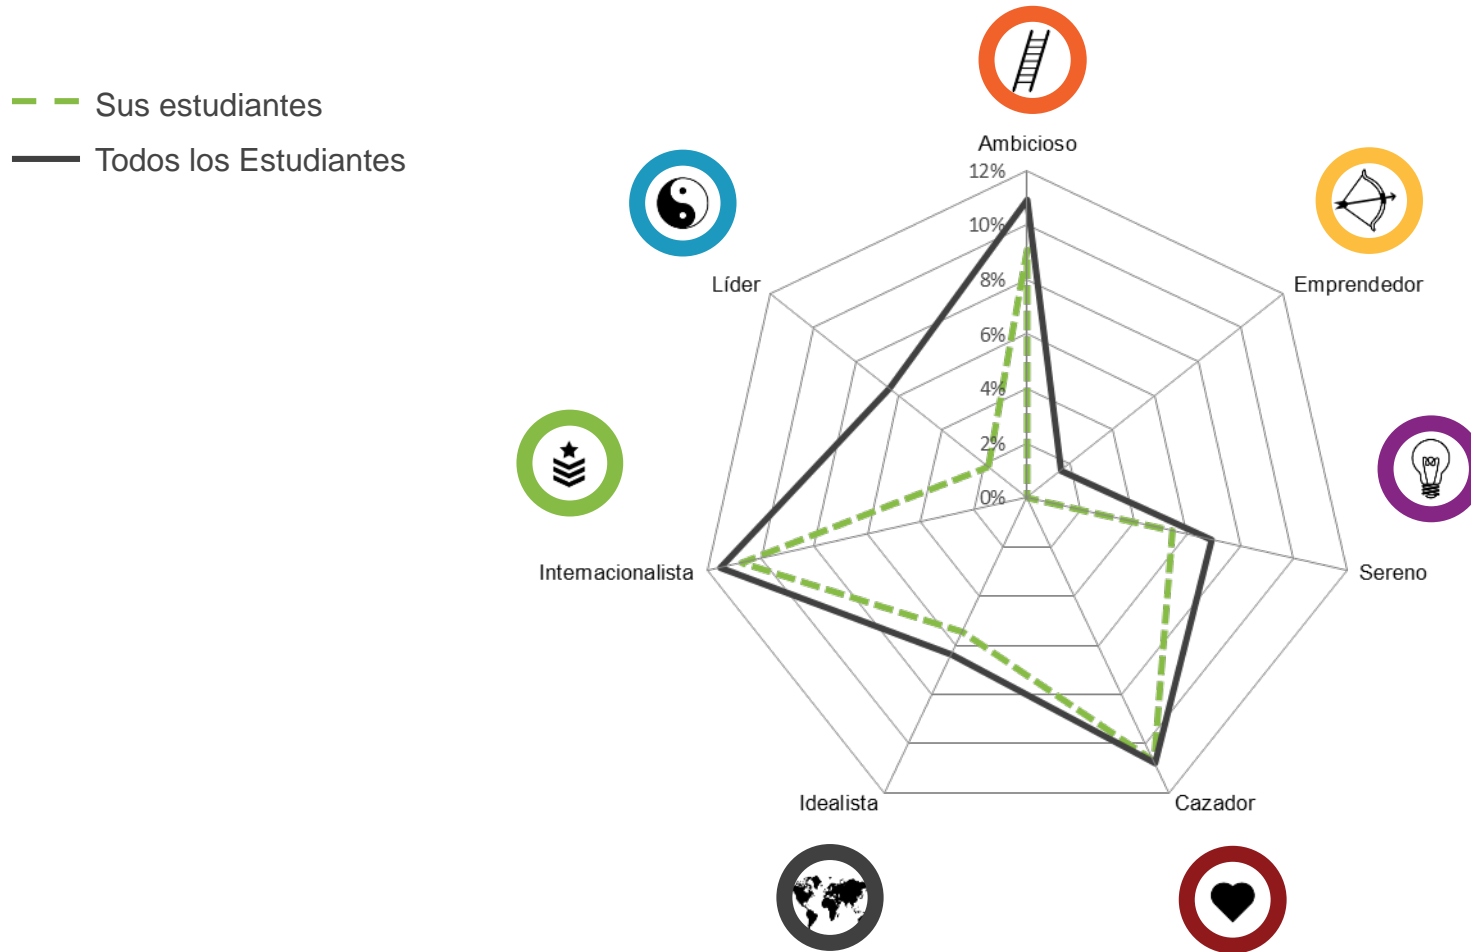 Sus estudiantes
Todos los Estudiantes
Ambicioso
12%
10%
8%
6%
4%
2%
0%
Líder
Emprendedor
Internacionalista
Sereno
Idealista
Cazador